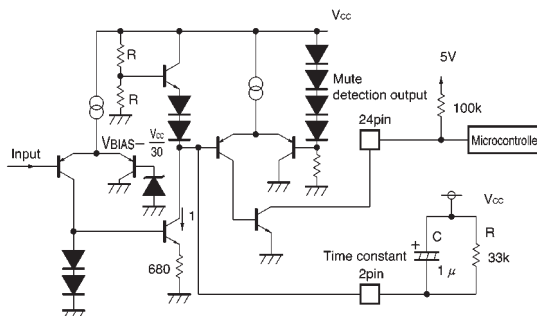 Vcc
5V
R
R
Mute
detection output
100k
24pin
Microcontroller
VBIAS− Vcc/30
Input
1
Vcc
C
R
+
33k
1 μ
Time constant
2pin
680